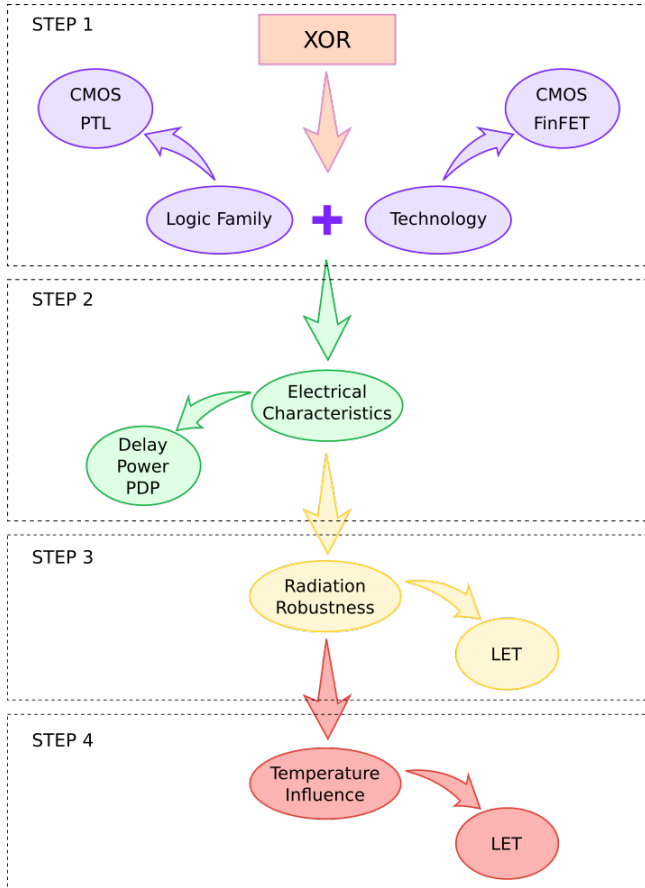 STEP 1
XOR
CMOS
PTL
CMOS
FinFET
Logic Family
+
Technology
STEP 2
Electrical
Characteristics
Delay
Power
PDP
STEP 3
Radiation
Robustness
LET
STEP 4
Temperature
Influence
LET